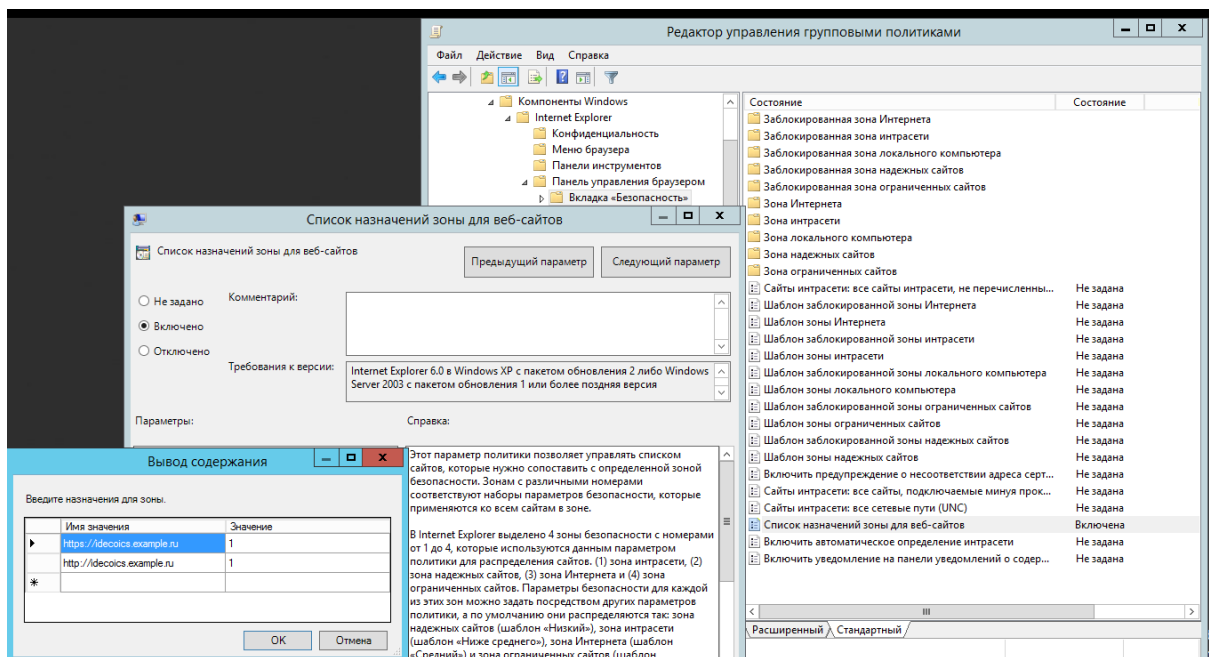 Редактор управления групповыми политиками
Файл Действие Вид Справка
Компоненты Windows
Internet Explorer
Конфиденциальность
Меню браузера
Панели инструментов
Панель управления браузером
Вкладка «Безопасность»
Состояние Состояние
Заблокированная зона Интернета
Заблокированная зона интрасети
Заблокированная зона локального компьютера
Заблокированная зона надежных сайтов
Заблокированная зона ограниченных сайтов
Зона Интернета
Зона интрасети
Зона локального компьютера
Зона надежных сайтов
Зона ограниченных сайтов
Сайты интрасети: все сайты интрасети, не перечисленны... Не задана
Шаблон заблокированной зоны Интернета Не задана
Шаблон зоны Интернета Не задана
Шаблон заблокированной зоны интрасети Не задана
Шаблон зоны интрасети Не задана
Шаблон заблокированной зоны локального компьютера Не задана
Шаблон зоны локального компьютера Не задана
Шаблон заблокированной зоны ограниченных сайтов Не задана
Шаблон зоны ограниченных сайтов Не задана
Шаблон заблокированной зоны надежных сайтов Не задана
Шаблон зоны надежных сайтов Не задана
Включить предупреждение о несоответствии адреса серт... Не задана
Сайты интрасети: все сайты, подключаемые минуя прок... Не задана
Сайты интрасети: все сетевые пути (UNC) Не задана
Список назначений зоны для веб-сайтов Включена
Включить автоматическое определение интрасети Не задана
Включить уведомление на панели уведомлений о содер... Не задана
Расширенный Стандартный
Список назначений зоны для веб-сайтов
Список назначений зоны для веб-сайтов
Предыдущий параметр Следующий параметр
Не задано
Включено
Отключено
Комментарий:
Требования к версии:
Internet Explorer 6.0 в Windows XP с пакетом обновления 2 либо Windows
Server 2003 с пакетом обновления 1 или более поздняя версия
Параметры: Справка:
Этот параметр политики позволяет управлять списком
сайтов, которые нужно сопоставить с определенной зоной
безопасности. Зонам с различными номерами
соответствуют наборы параметров безопасности, которые
применяются ко всем сайтам в зоне.
В Internet Explorer выделено 4 зоны безопасности с номерами
от 1 до 4, которые используются данным параметром
политики для распределения сайтов. (1) зона интрасети, (2)
зона надежных сайтов, (3) зона Интернета и (4) зона
ограниченных сайтов. Параметры безопасности для каждой
из этих зон можно задать посредством других параметров
политики, а по умолчанию они распределяются так: зона
надежных сайтов (шаблон «Низкий»), зона интрасети
(шаблон «Ниже среднего»), зона Интернета (шаблон
«Средний») и зона ограниченных сайтов (шаблон
Вывод содержания
Введите назначения для зоны.
Имя значения Значение
https://idecoics.example.ru 1
http://idecoics.example.ru 1
OK Отмена